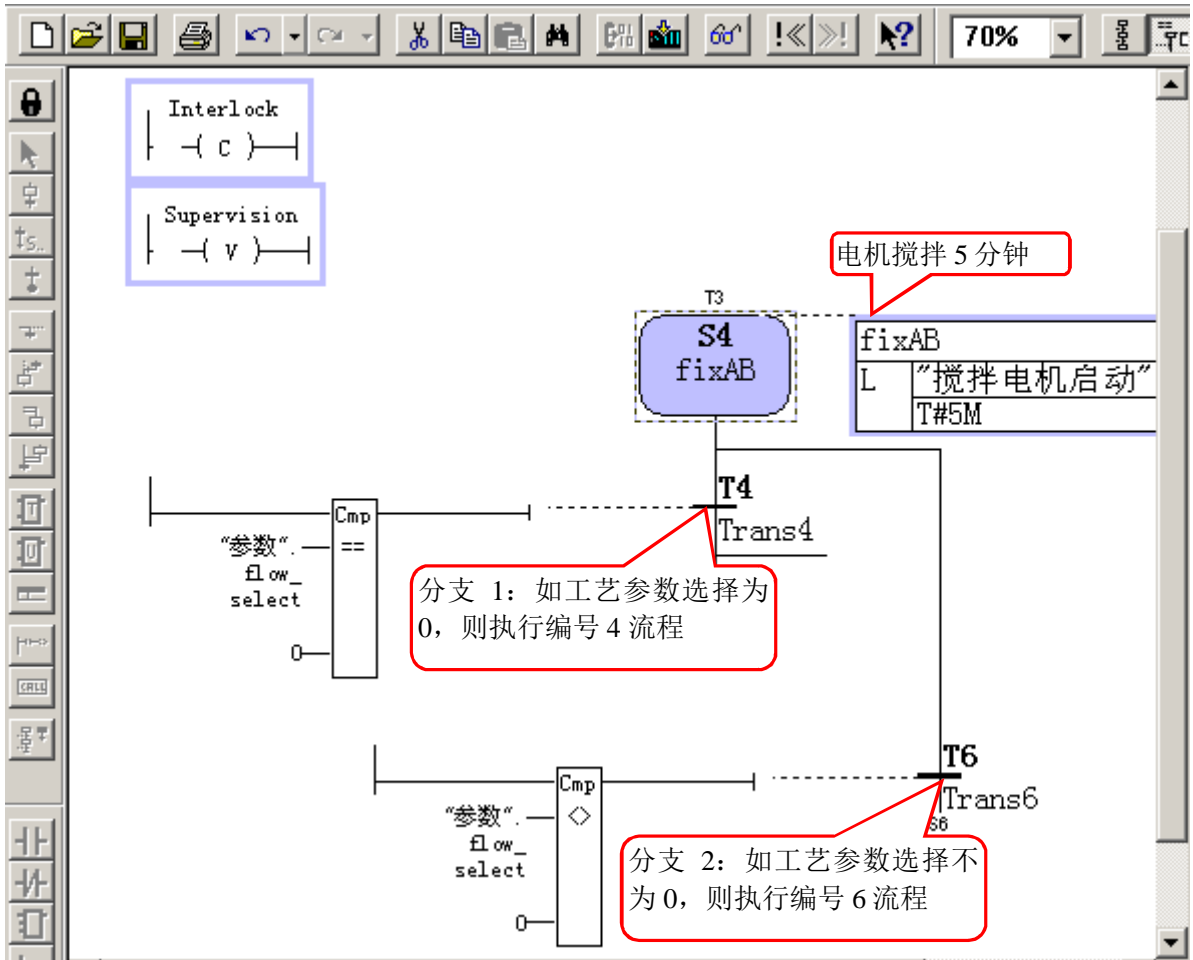 70%
Interlock
( C )
Supervision
( V )
电机搅拌 5 分钟
T3
S4
fixAB
fixAB
L "搅拌电机启动"
T#5M
T4
Trans4
Cmp
"参数". ==
flow_
select
0
分支 1：如工艺参数选择为
0，则执行编号 4 流程
T6
Trans6
S6
Cmp
"参数". <>
flow_
select
0
分支 2：如工艺参数选择不
为 0，则执行编号 6 流程
CALL